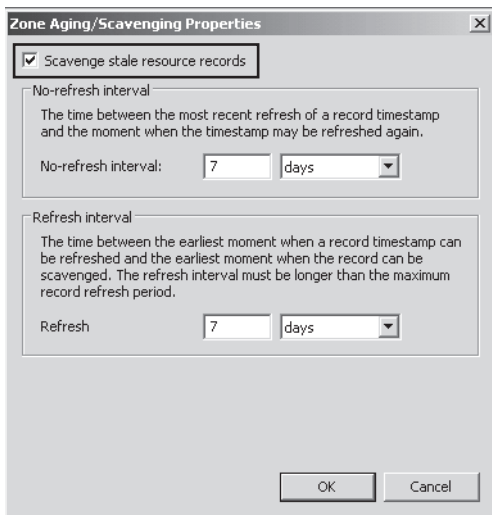 Zone Aging/Scavenging Properties
Scavenge stale resource records
No-refresh interval
The time between the most recent refresh of a record timestamp
and the moment when the timestamp may be refreshed again.
No-refresh interval: 7 days
Refresh interval
The time between the earliest moment when a record timestamp can
be refreshed and the earliest moment when the record can be
scavenged. The refresh interval must be longer than the maximum
record refresh period.
Refresh 7 days
OK Cancel